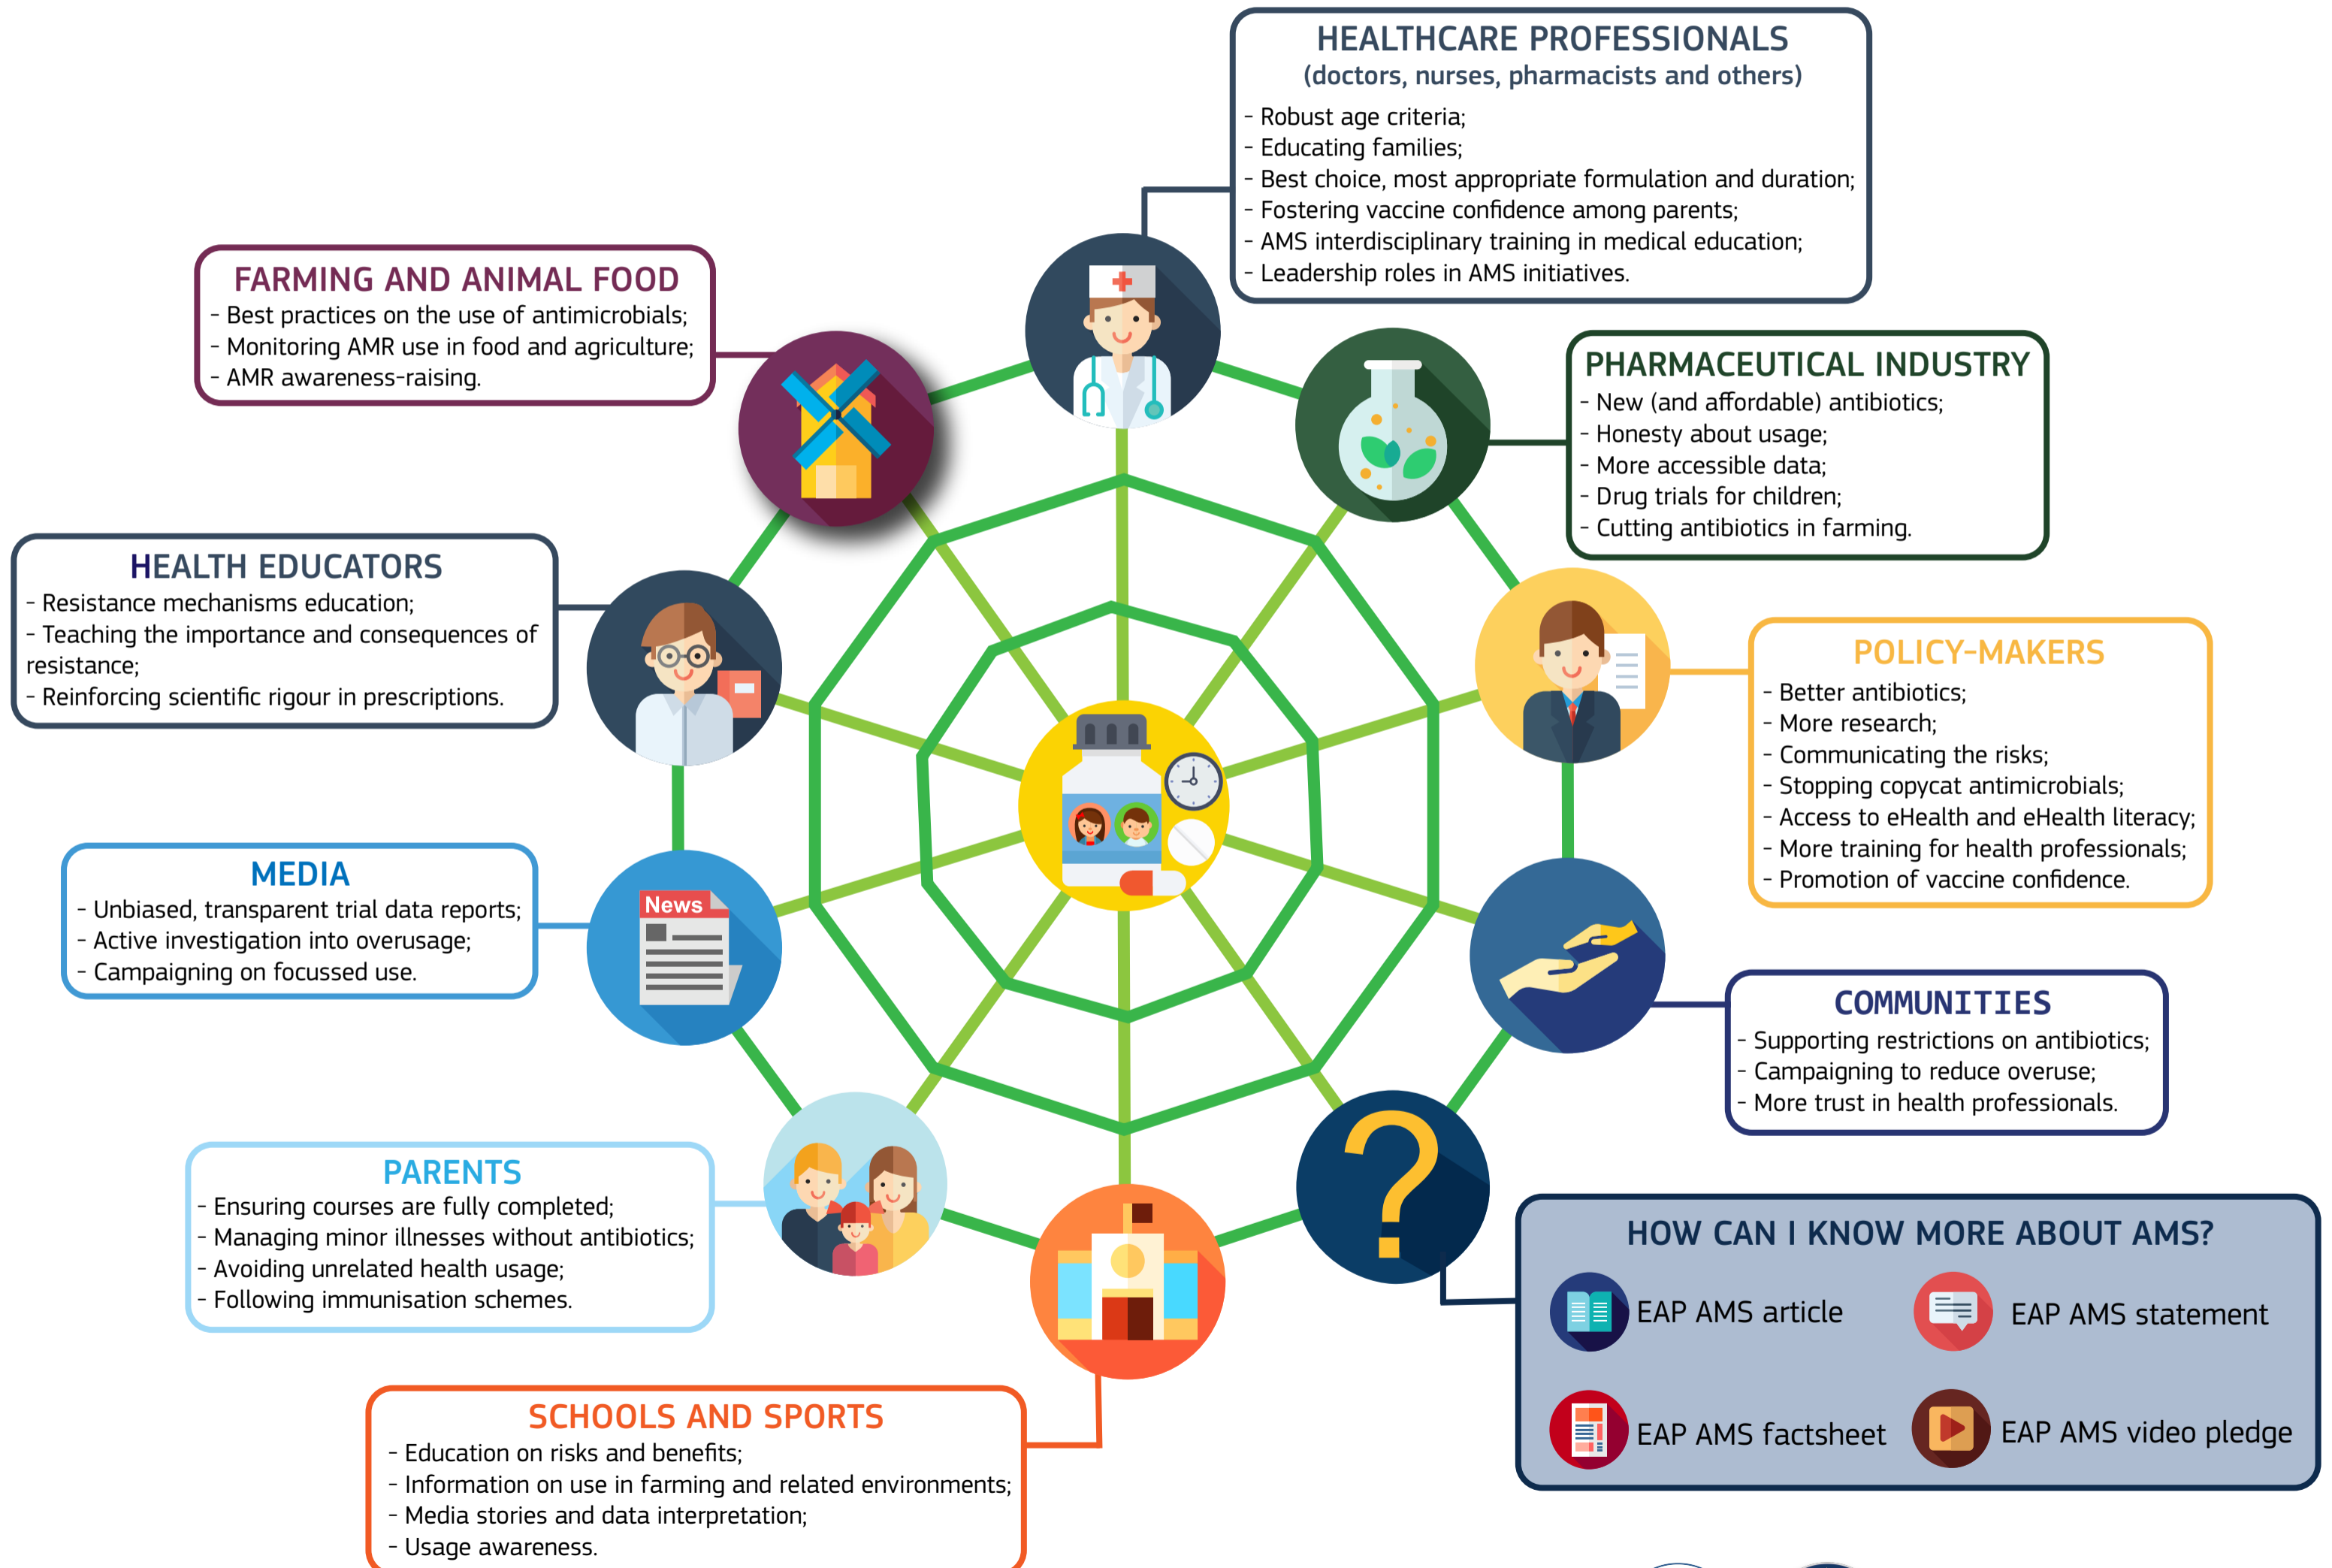 HEALTHCARE PROFESSIONALS
(doctors, nurses, pharmacists and others)
- Robust age criteria;
- Educating families;
- Best choice, most appropriate formulation and duration;
- Fostering vaccine confidence among parents;
- AMS interdisciplinary training in medical education;
- Leadership roles in AMS initiatives.
FARMING AND ANIMAL FOOD
- Best practices on the use of antimicrobials;
- Monitoring AMR use in food and agriculture;
- AMR awareness-raising.
PHARMACEUTICAL INDUSTRY
- New (and affordable) antibiotics;
- Honesty about usage;
- More accessible data;
- Drug trials for children;
- Cutting antibiotics in farming.
HEALTH EDUCATORS
- Resistance mechanisms education;
- Teaching the importance and consequences of
resistance;
- Reinforcing scientific rigour in prescriptions.
POLICY-MAKERS
- Better antibiotics;
- More research;
- Communicating the risks;
- Stopping copycat antimicrobials;
- Access to eHealth and eHealth literacy;
- More training for health professionals;
- Promotion of vaccine confidence.
MEDIA
- Unbiased, transparent trial data reports;
- Active investigation into overusage;
- Campaigning on focussed use.
News
COMMUNITIES
- Supporting restrictions on antibiotics;
- Campaigning to reduce overuse;
- More trust in health professionals.
PARENTS
- Ensuring courses are fully completed;
- Managing minor illnesses without antibiotics;
- Avoiding unrelated health usage;
- Following immunisation schemes.
?
HOW CAN I KNOW MORE ABOUT AMS?
EAP AMS article
EAP AMS statement
EAP AMS factsheet
EAP AMS video pledge
SCHOOLS AND SPORTS
- Education on risks and benefits;
- Information on use in farming and related environments;
- Media stories and data interpretation;
- Usage awareness.